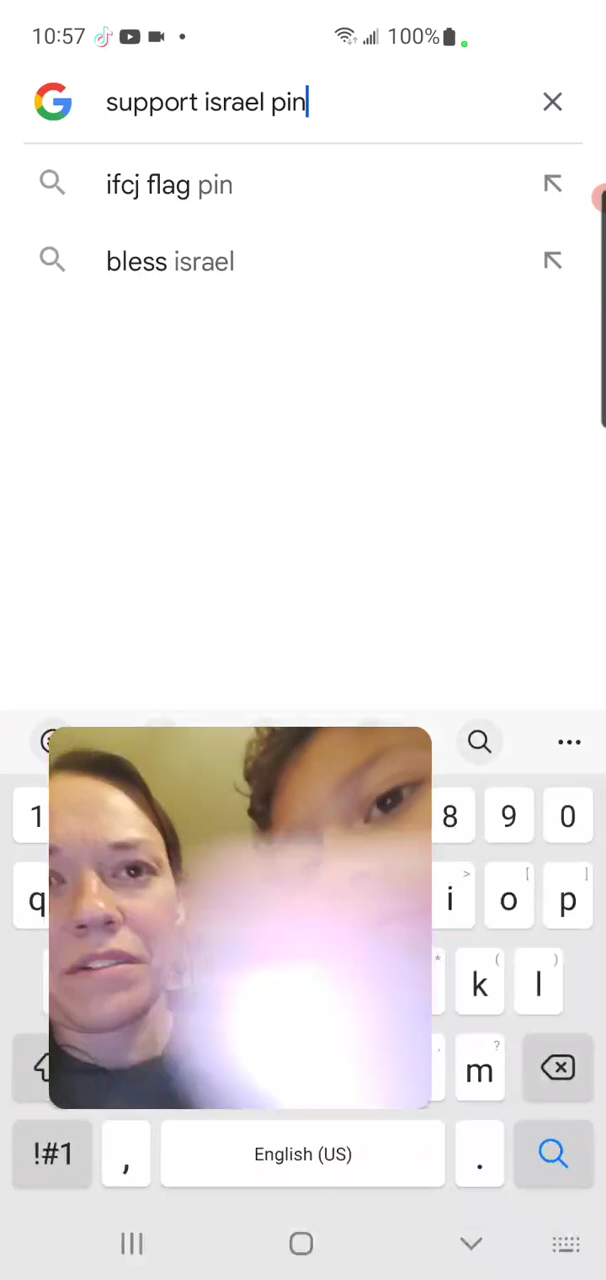 10:57 100%
support israel pin
ifcj flag pin
bless israel
1 8 9 0
q > i [ o ] p
* ( k ) l
? m
!#1 , English (US) .